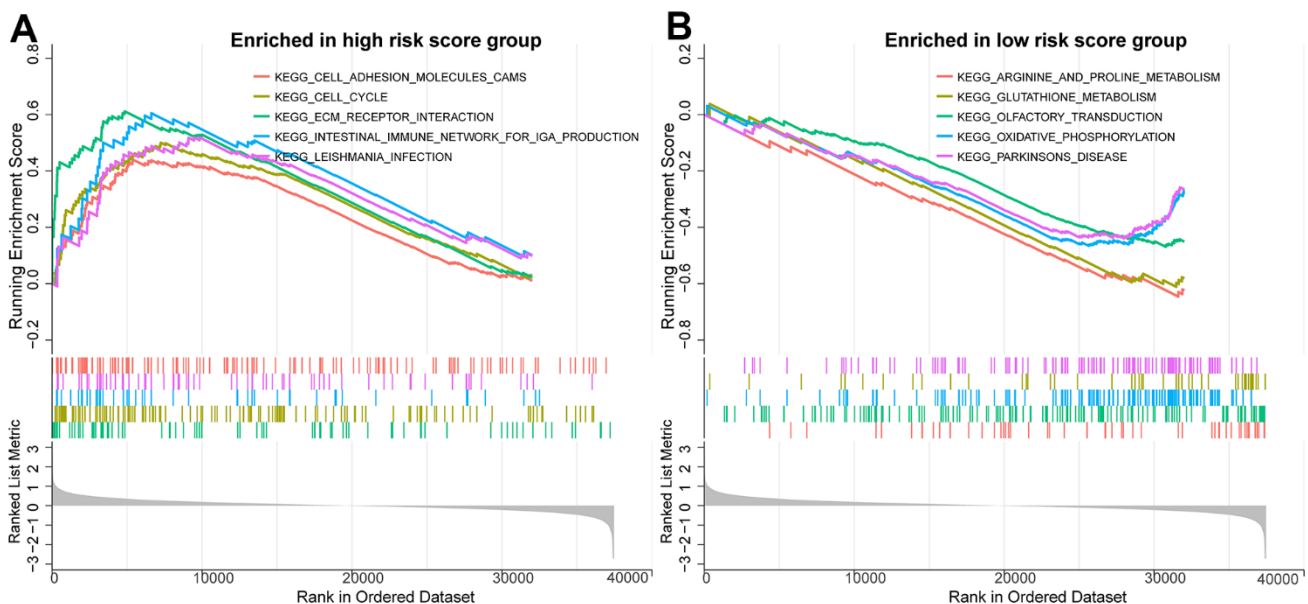 A
Enriched in high risk score group
KEGG_CELL_ADHESION_MOLECULES_CAMS
KEGG_CELL_CYCLE
KEGG_ECM_RECEPTOR_INTERACTION
KEGG_INTESTINAL_IMMUNE_NETWORK_FOR_IGA_PRODUCTION
KEGG_LEISHMANIA_INFECTION
Running Enrichment Score
0.8
0.6
0.4
0.2
0.0
−0.2
Ranked List Metric
3
2
1
0
−1
−2
−3
0 10000 20000 30000 40000
Rank in Ordered Dataset
B
Enriched in low risk score group
KEGG_ARGININE_AND_PROLINE_METABOLISM
KEGG_GLUTATHIONE_METABOLISM
KEGG_OLFACTORY_TRANSDUCTION
KEGG_OXIDATIVE_PHOSPHORYLATION
KEGG_PARKINSONS_DISEASE
Running Enrichment Score
0.2
0.0
−0.2
−0.4
−0.6
−0.8
Ranked List Metric
3
2
1
0
−1
−2
−3
0 10000 20000 30000 40000
Rank in Ordered Dataset